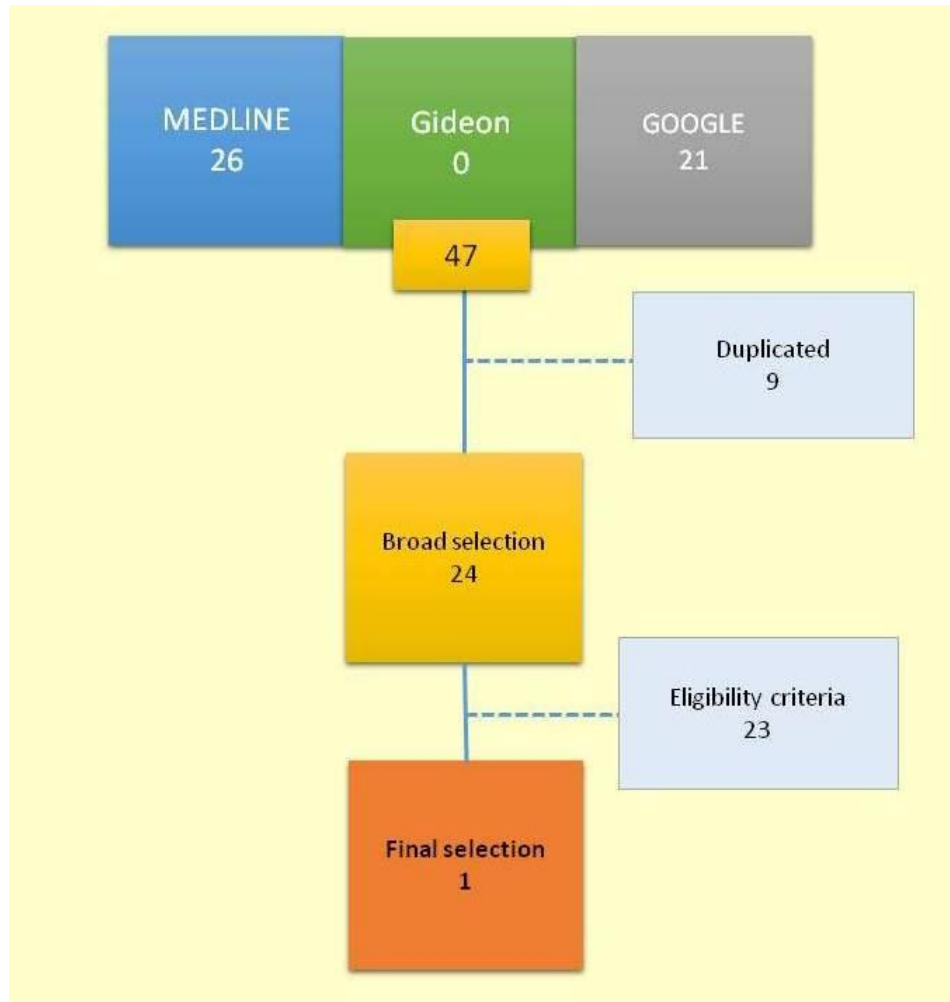 MEDLINE
26
Gideon
0
GOOGLE
21
47
Duplicated
9
Broad selection
24
Eligibility criteria
23
Final selection
1